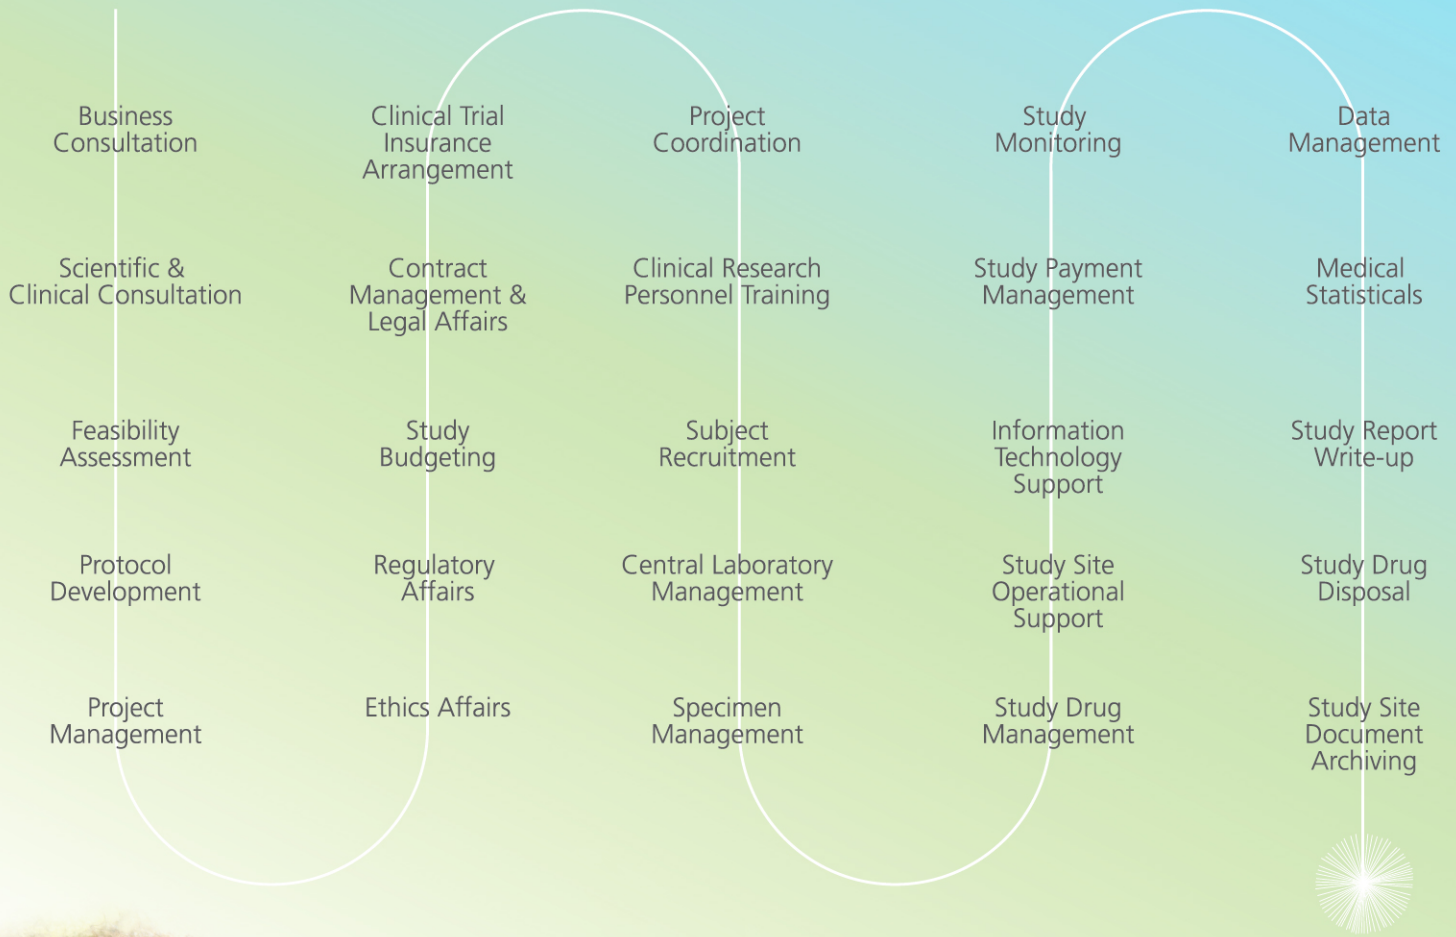 Business
Consultation
Scientific &
Clinical Consultation
Feasibility
Assessment
Protocol
Development
Project
Management
Clinical Trial
Insurance
Arrangement
Contract
Management &
Legal Affairs
Study
Budgeting
Regulatory
Affairs
Ethics Affairs
Project
Coordination
Clinical Research
Personnel Training
Subject
Recruitment
Central Laboratory
Management
Specimen
Management
Study
Monitoring
Study Payment
Management
Information
Technology
Support
Study Site
Operational
Support
Study Drug
Management
Data
Management
Medical
Statisticals
Study Report
Write-up
Study Drug
Disposal
Study Site
Document
Archiving